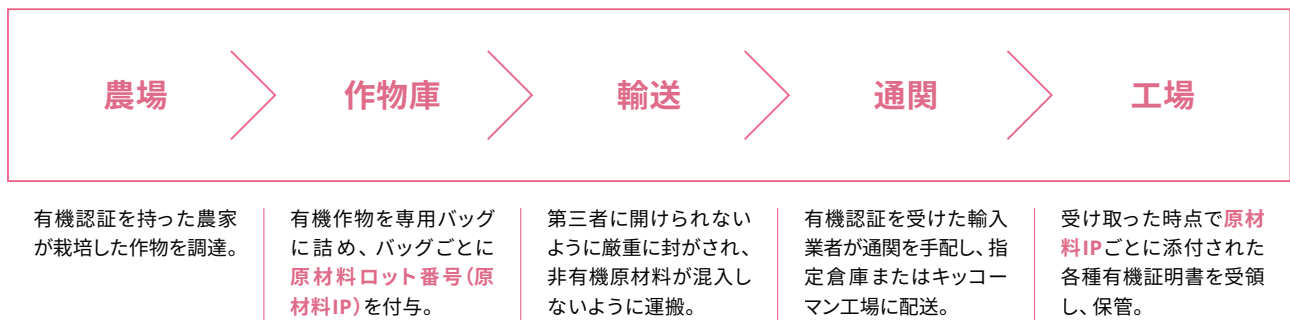 農場
作物庫
輸送
通関
工場
有機認証を持った農家
が栽培した作物を調達。
有機作物を専用バッグ
に詰め、バッグごとに
原材料ロット番号(原
材料IP)を付与。
第三者に開けられない
ように厳重に封がされ、
非有機原材料が混入し
ないように運搬。
有機認証を受けた輸入
業者が通関を手配し、指
定倉庫またはキッコー
マン工場に配送。
受け取った時点で原材
料IPごとに添付された
各種有機証明書を受領
し、保管。